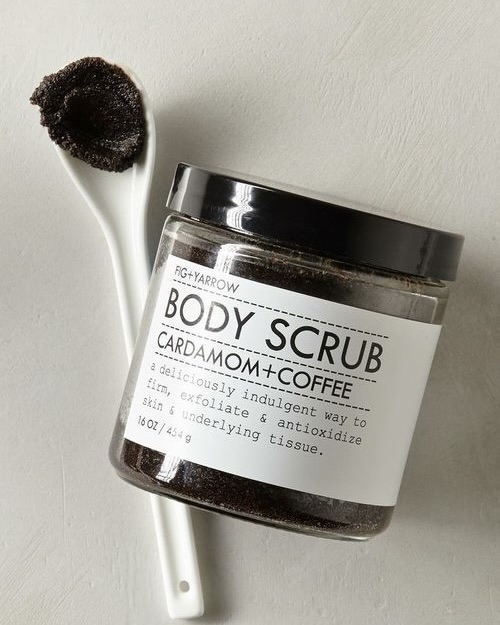 FIG+YARROW
BODY SCRUB
CARDAMOM+COFFEE
a deliciously indulgent way to
firm, exfoliate & antioxidize
skin & underlying tissue.
16 OZ / 454 g